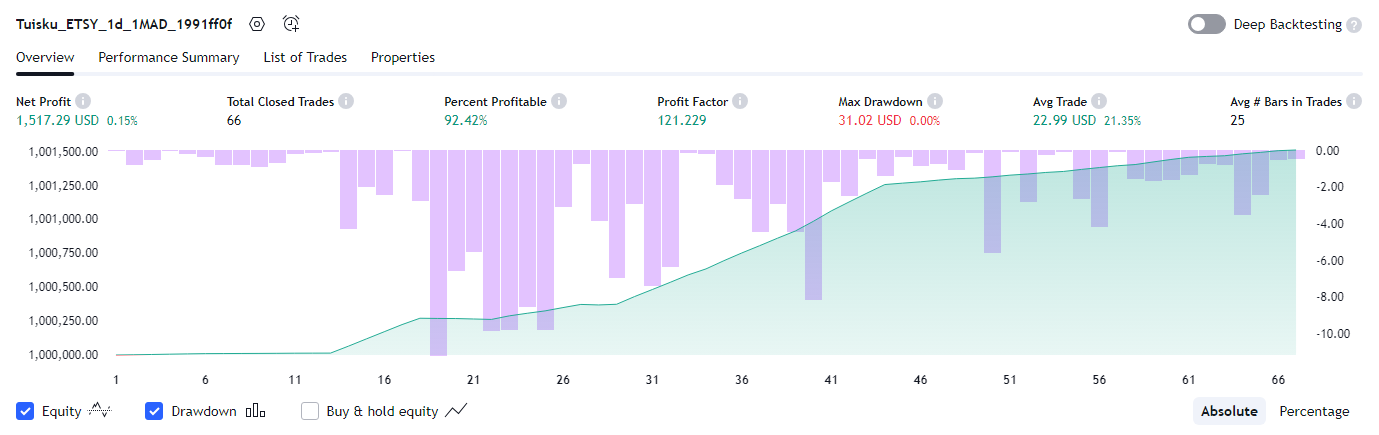 Tuisku_ETSY_1d_1MAD_1991ff0f
Deep Backtesting ?
Overview Performance Summary List of Trades Properties
Net Profit i Total Closed Trades i Percent Profitable i Profit Factor i Max Drawdown i Avg Trade i Avg # Bars in Trades i
1,517.29 USD 0.15% 66 92.42% 121.229 31.02 USD 0.00% 22.99 USD 21.35% 25
1,001,500.00 0.00
1,001,250.00 -2.00
1,001,000.00 -4.00
1,000,750.00 -6.00
1,000,500.00 -8.00
1,000,250.00 -10.00
1,000,000.00
1 6 11 16 21 26 31 36 41 46 51 56 61 66
Equity Drawdown Buy & hold equity Absolute Percentage